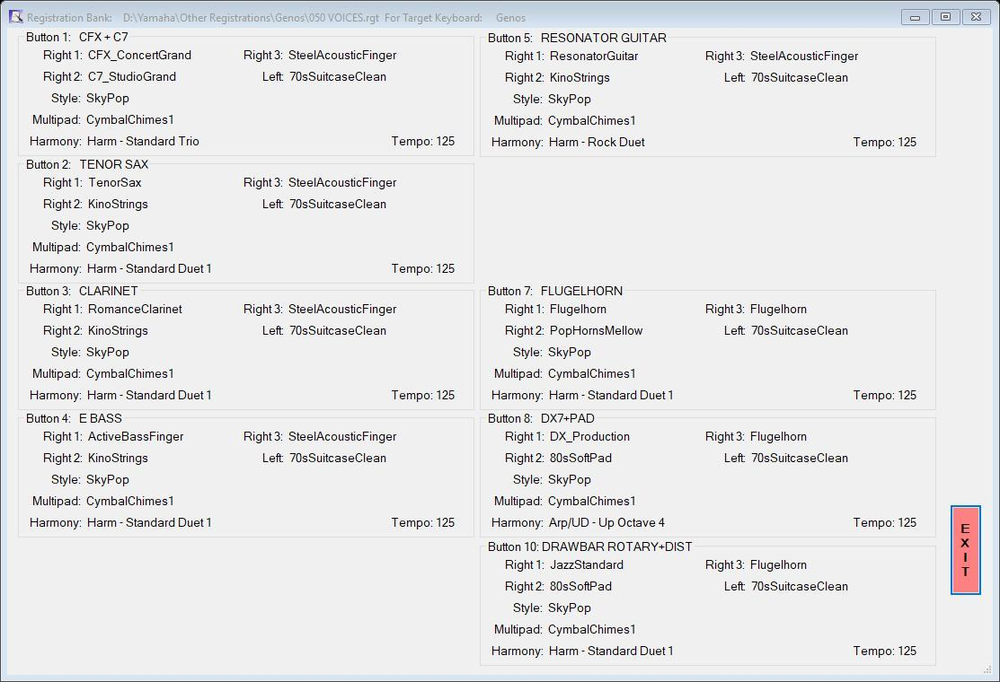 Registration Bank: D:\Yamaha\Other Registrations\Genos\050 VOICES.rgt For Target Keyboard: Genos
Button 1: CFX + C7
Right 1: CFX_ConcertGrand Right 3: SteelAcousticFinger
Right 2: C7_StudioGrand Left: 70sSuitcaseClean
Style: SkyPop
Multipad: CymbalChimes1
Harmony: Harm - Standard Trio Tempo: 125
Button 2: TENOR SAX
Right 1: TenorSax Right 3: SteelAcousticFinger
Right 2: KinoStrings Left: 70sSuitcaseClean
Style: SkyPop
Multipad: CymbalChimes1
Harmony: Harm - Standard Duet 1 Tempo: 125
Button 3: CLARINET
Right 1: RomanceClarinet Right 3: SteelAcousticFinger
Right 2: KinoStrings Left: 70sSuitcaseClean
Style: SkyPop
Multipad: CymbalChimes1
Harmony: Harm - Standard Duet 1 Tempo: 125
Button 4: E BASS
Right 1: ActiveBassFinger Right 3: SteelAcousticFinger
Right 2: KinoStrings Left: 70sSuitcaseClean
Style: SkyPop
Multipad: CymbalChimes1
Harmony: Harm - Standard Duet 1 Tempo: 125
Button 5: RESONATOR GUITAR
Right 1: ResonatorGuitar Right 3: SteelAcousticFinger
Right 2: KinoStrings Left: 70sSuitcaseClean
Style: SkyPop
Multipad: CymbalChimes1
Harmony: Harm - Rock Duet Tempo: 125
Button 7: FLUGELHORN
Right 1: Flugelhorn Right 3: Flugelhorn
Right 2: PopHornsMellow Left: 70sSuitcaseClean
Style: SkyPop
Multipad: CymbalChimes1
Harmony: Harm - Standard Duet 1 Tempo: 125
Button 8: DX7+PAD
Right 1: DX_Production Right 3: Flugelhorn
Right 2: 80sSoftPad Left: 70sSuitcaseClean
Style: SkyPop
Multipad: CymbalChimes1
Harmony: Arp/UD - Up Octave 4 Tempo: 125
Button 10: DRAWBAR ROTARY+DIST
Right 1: JazzStandard Right 3: Flugelhorn
Right 2: 80sSoftPad Left: 70sSuitcaseClean
Style: SkyPop
Multipad: CymbalChimes1
Harmony: Harm - Standard Duet 1 Tempo: 125
EXIT